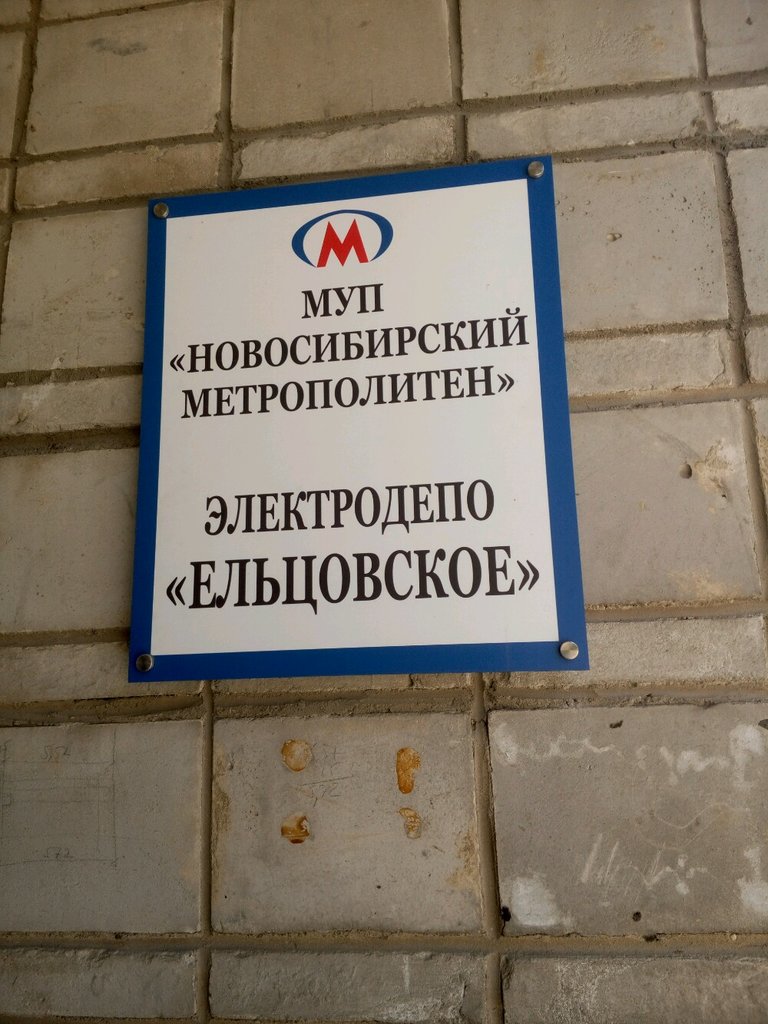 М
МУП
«НОВОСИБИРСКИЙ
МЕТРОПОЛИТЕН»
ЭЛЕКТРОДЕПО
«ЕЛЬЦОВСКОЕ»